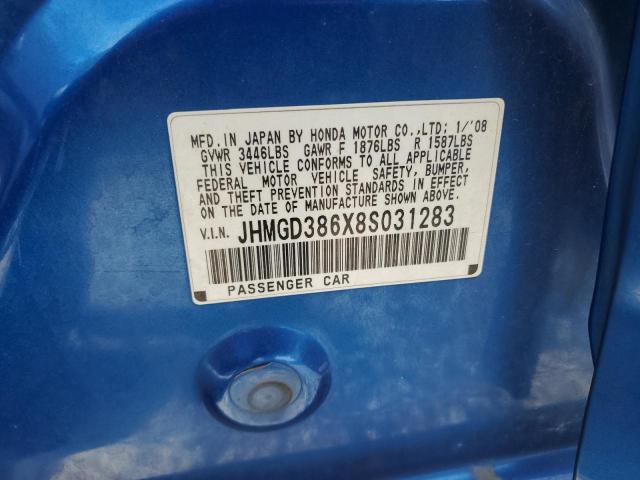 MFD.IN JAPAN BY HONDA MOTOR CO.,LTD; 1/'08
GVWR 3446LBS GAWR F 1876LBS R 1587LBS
THIS VEHICLE CONFORMS TO ALL APPLICABLE
FEDERAL MOTOR VEHICLE SAFETY, BUMPER,
AND THEFT PREVENTION STANDARDS IN EFFECT
ON THE DATE OF MANUFACTURE SHOWN ABOVE.
V.I.N. JHMGD386X8S031283
PASSENGER CAR